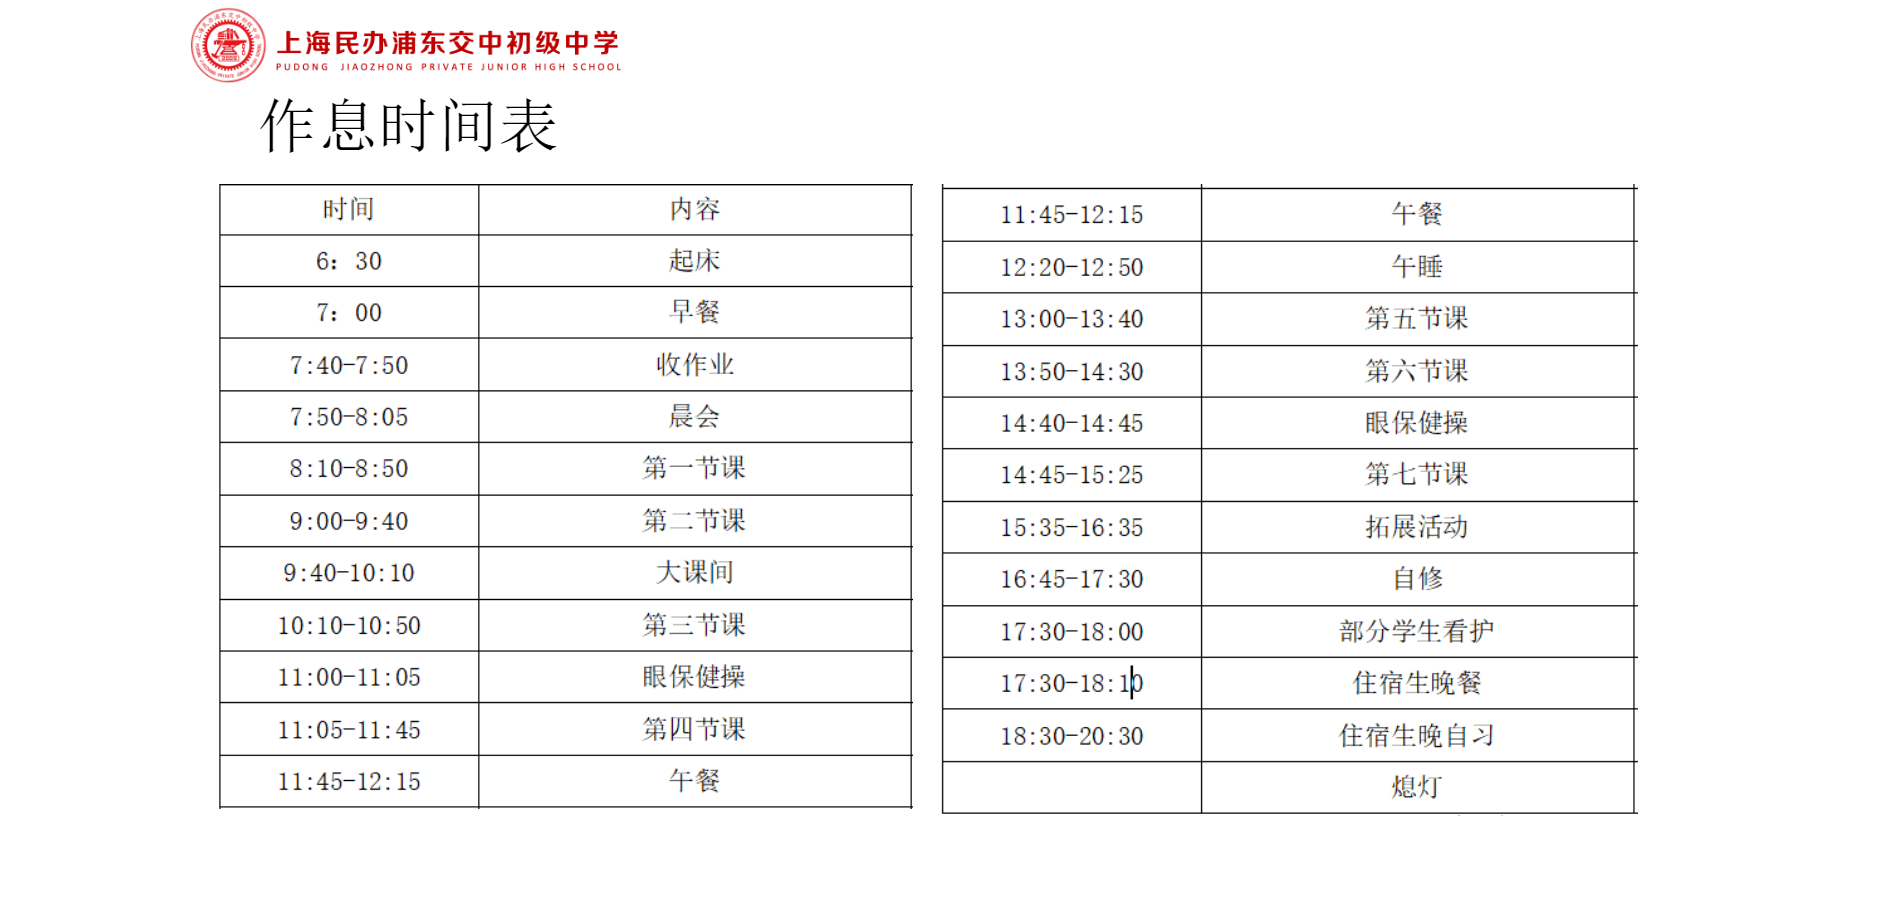 上海民办浦东交中初级中学
PUDONG JIAOZHONG PRIVATE JUNIOR HIGH SCHOOL
作息时间表
时间 内容
6：30 起床
7：00 早餐
7:40-7:50 收作业
7:50-8:05 晨会
8:10-8:50 第一节课
9:00-9:40 第二节课
9:40-10:10 大课间
10:10-10:50 第三节课
11:00-11:05 眼保健操
11:05-11:45 第四节课
11:45-12:15 午餐
11:45-12:15 午餐
12:20-12:50 午睡
13:00-13:40 第五节课
13:50-14:30 第六节课
14:40-14:45 眼保健操
14:45-15:25 第七节课
15:35-16:35 拓展活动
16:45-17:30 自修
17:30-18:00 部分学生看护
17:30-18:10 住宿生晚餐
18:30-20:30 住宿生晚自习
熄灯